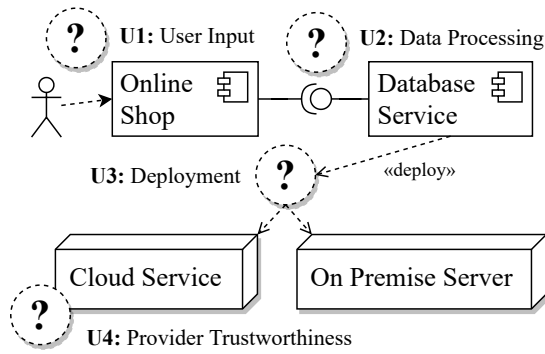 ?
U1: User Input
?
U2: Data Processing
Online
Shop
Database
Service
U3: Deployment
?
«deploy»
Cloud Service
On Premise Server
?
U4: Provider Trustworthiness